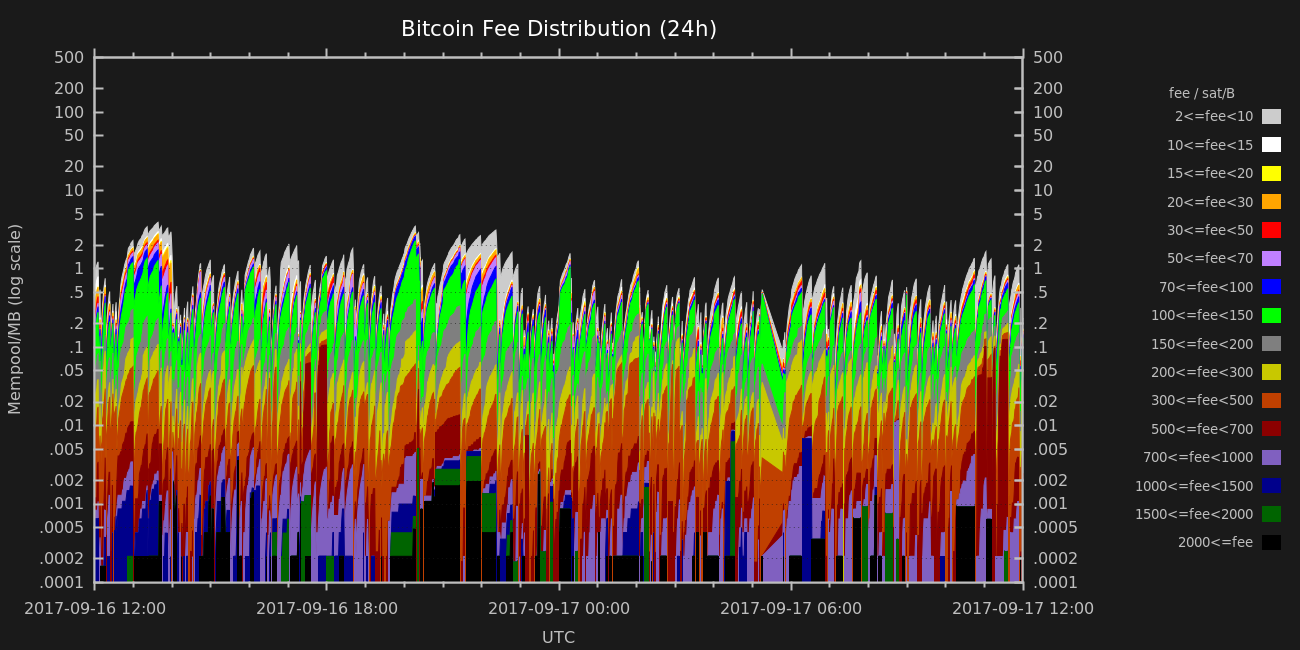 Bitcoin Fee Distribution (24h)
500
200
100
50
20
10
5
2
1
.5
.2
.1
.05
.02
.01
.005
.002
.001
.0005
.0002
.0001
Mempool/MB (log scale)
500
200
100
50
20
10
5
2
1
.5
.2
.1
.05
.02
.01
.005
.002
.001
.0005
.0002
.0001
2017-09-16 12:00
2017-09-16 18:00
2017-09-17 00:00
2017-09-17 06:00
2017-09-17 12:00
UTC
fee / sat/B
2<=fee<10
10<=fee<15
15<=fee<20
20<=fee<30
30<=fee<50
50<=fee<70
70<=fee<100
100<=fee<150
150<=fee<200
200<=fee<300
300<=fee<500
500<=fee<700
700<=fee<1000
1000<=fee<1500
1500<=fee<2000
2000<=fee